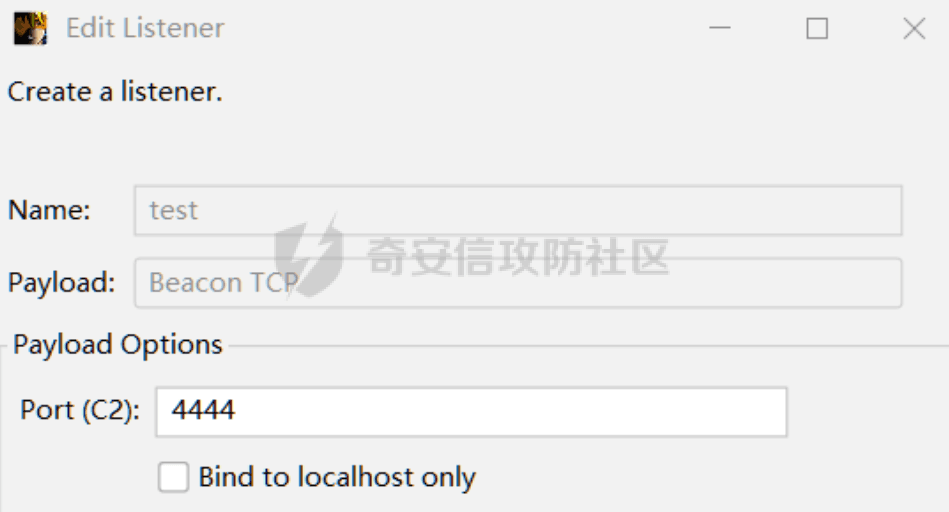 Edit Listener
Create a listener.
Name: test
奇安信攻防社区
Payload: Beacon TCP
Payload Options
Port (C2): 4444
Bind to localhost only